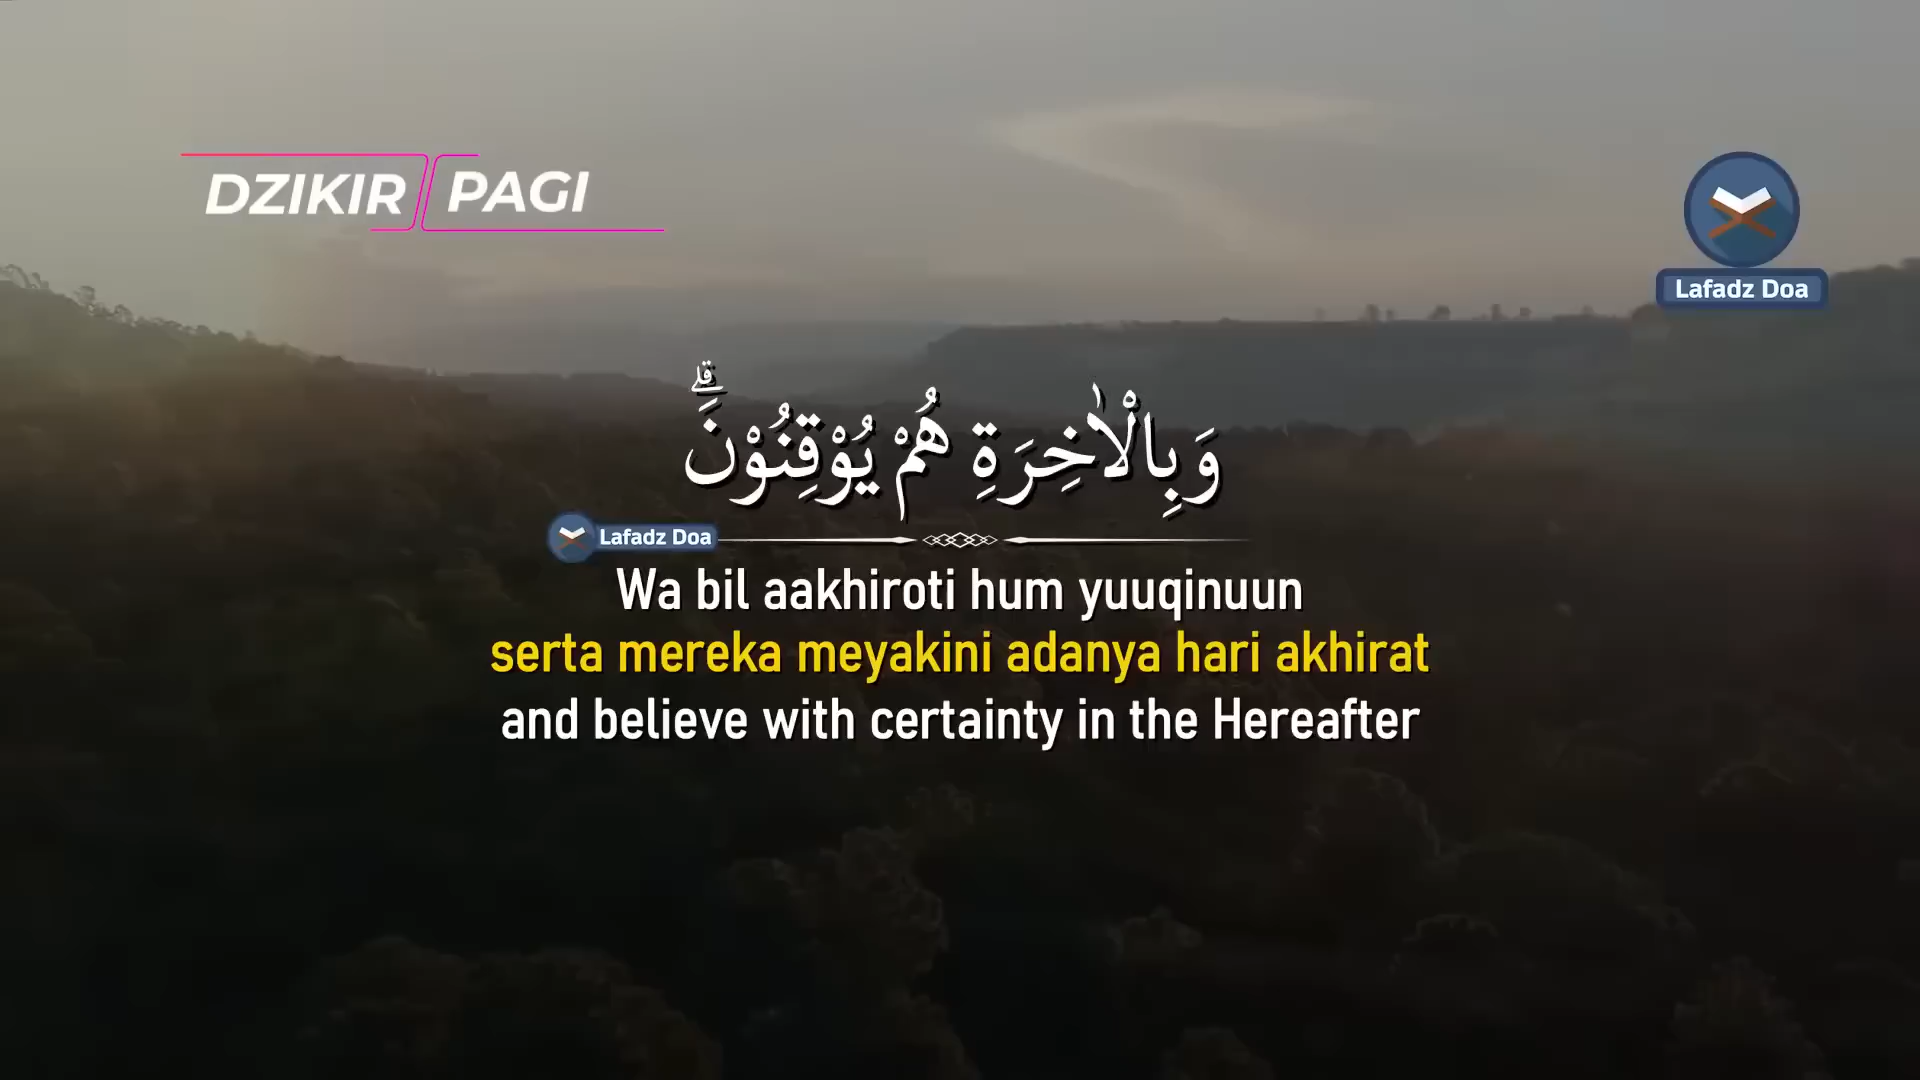 DZIKIR PAGI
Lafadz Doa
وَبِالْاٰخِرَةِ هُمْ يُوْقِنُوْنَۗ
Lafadz Doa
Wa bil aakhiroti hum yuuqinuun
serta mereka meyakini adanya hari akhirat
and believe with certainty in the Hereafter